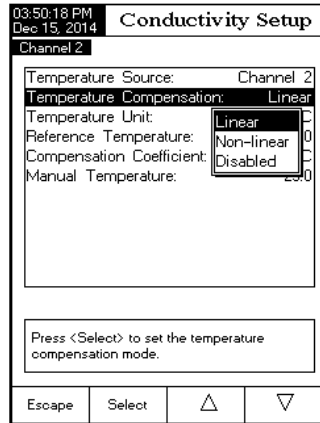 03:50:18 PM
Dec 15, 2014
Conductivity Setup
Channel 2
Temperature Source: Channel 2
Temperature Compensation: Linear
Temperature Unit: C
Reference Temperature: 0
Compensation Coefficient: C
Manual Temperature:
Linear
Non-linear
Disabled
Press <Select> to set the temperature
compensation mode.
Escape Select